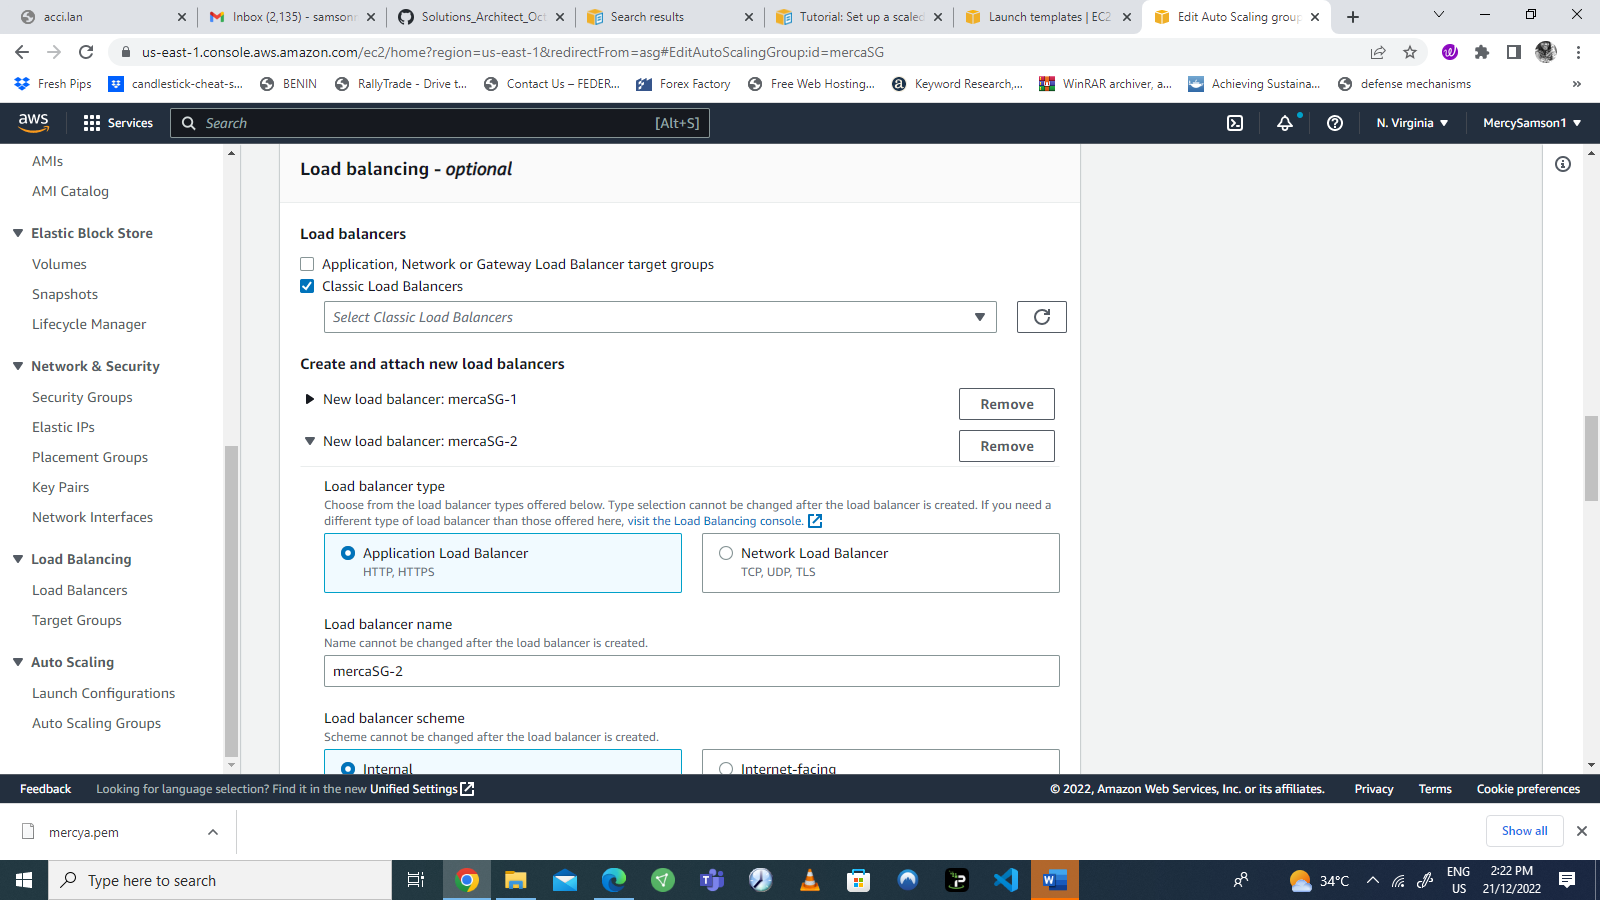 acci.lan
Inbox (2,135) - samsonr
Solutions_Architect_Oct
Search results
Tutorial: Set up a scaled
Launch templates | EC2
Edit Auto Scaling group
us-east-1.console.aws.amazon.com/ec2/home?region=us-east-1&redirectFrom=asg#EditAutoScalingGroup:id=mercaSG
Fresh Pips
candlestick-cheat-s...
BENIN
RallyTrade - Drive t...
Contact Us – FEDER...
Forex Factory
Free Web Hosting...
Keyword Research,...
WinRAR archiver, a...
Achieving Sustaina...
defense mechanisms
»
aws
Services
Search
[Alt+S]
N. Virginia
MercySamson1
AMIs
AMI Catalog
Elastic Block Store
Volumes
Snapshots
Lifecycle Manager
Network & Security
Security Groups
Elastic IPs
Placement Groups
Key Pairs
Network Interfaces
Load Balancing
Load Balancers
Target Groups
Auto Scaling
Launch Configurations
Auto Scaling Groups
Load balancing - optional
Load balancers
Application, Network or Gateway Load Balancer target groups
Classic Load Balancers
Select Classic Load Balancers
Create and attach new load balancers
New load balancer: mercaSG-1
Remove
New load balancer: mercaSG-2
Remove
Load balancer type
Choose from the load balancer types offered below. Type selection cannot be changed after the load balancer is created. If you need a
different type of load balancer than those offered here, visit the Load Balancing console.
Application Load Balancer
HTTP, HTTPS
Network Load Balancer
TCP, UDP, TLS
Load balancer name
Name cannot be changed after the load balancer is created.
mercaSG-2
Load balancer scheme
Scheme cannot be changed after the load balancer is created.
Internal
Internet-facing
Feedback
Looking for language selection? Find it in the new Unified Settings
© 2022, Amazon Web Services, Inc. or its affiliates.
Privacy
Terms
Cookie preferences
mercya.pem
Show all
Type here to search
34°C
ENG
US
2:22 PM
21/12/2022